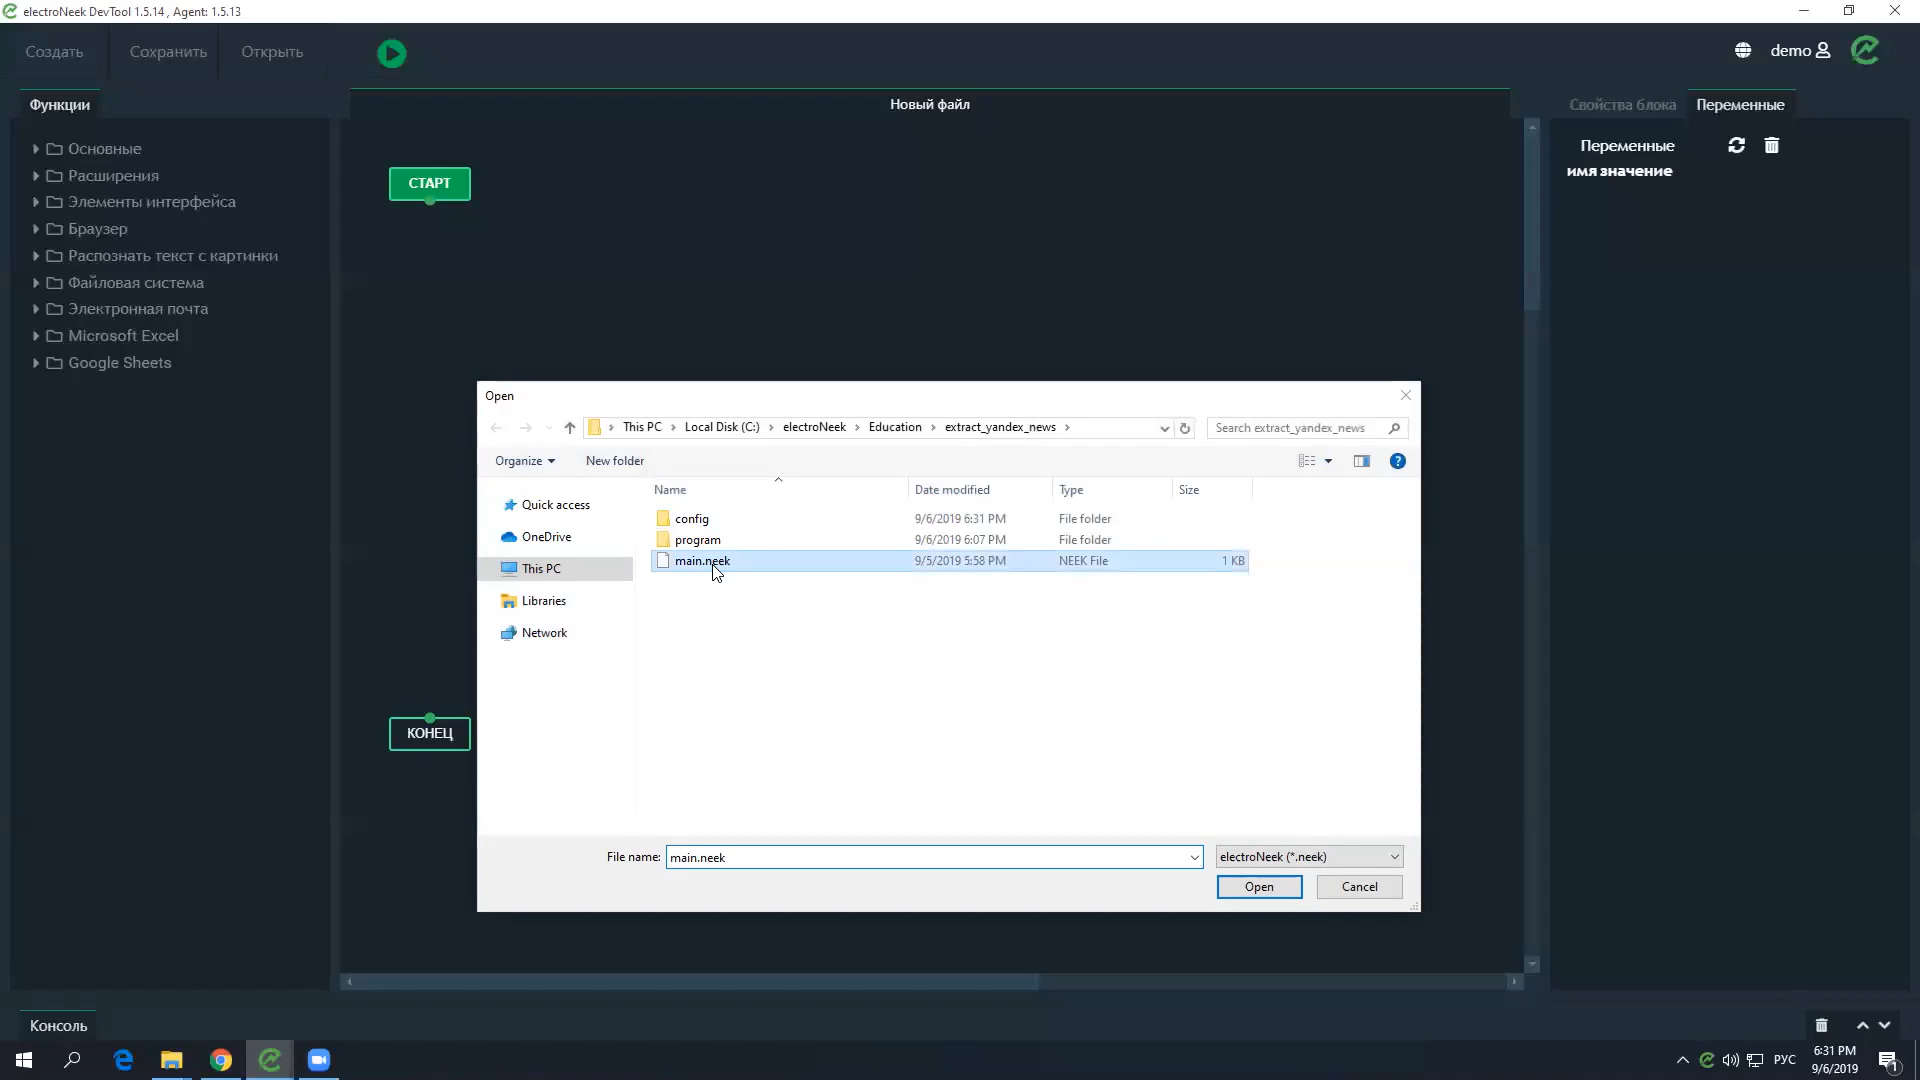 electroNeek DevTool 1.5.14 , Agent: 1.5.13
Создать
Сохранить
Открыть
demo
Функции
Новый файл
Свойства блока
Переменные
Основные
Расширения
Элементы интерфейса
Браузер
Распознать текст с картинки
Файловая система
Электронная почта
Microsoft Excel
Google Sheets
СТАРТ
КОНЕЦ
Переменные
имя значение
Open
This PC
Local Disk (C:)
electroNeek
Education
extract_yandex_news
Search extract_yandex_news
Organize
New folder
Quick access
OneDrive
This PC
Libraries
Network
Name Date modified Type Size
config 9/6/2019 6:31 PM File folder
program 9/6/2019 6:07 PM File folder
main.neek 9/5/2019 5:58 PM NEEK File 1 KB
File name: main.neek
electroNeek (*.neek)
Open
Cancel
Консоль
РУС
6:31 PM
9/6/2019
1